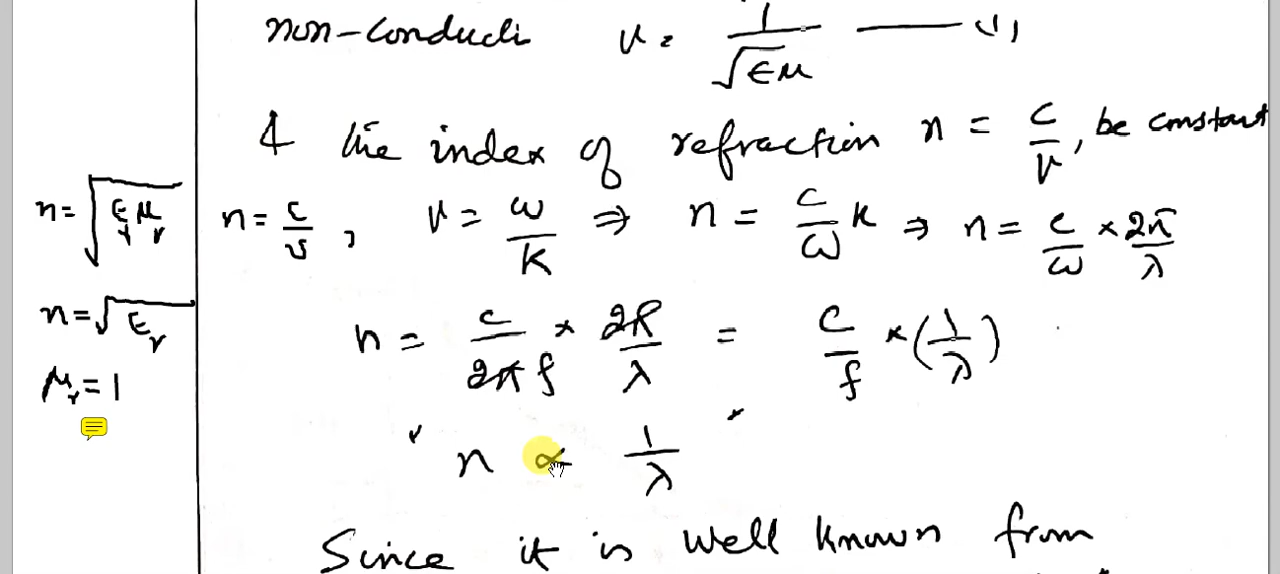 non-conducti v = 1/√εμ —— (1)
& the index of refraction n = c/v, be constant
n = √εᵣμᵣ
n = c/v, v = ω/k ⇒ n = c/ω k ⇒ n = c/ω × 2π/λ
n = √εᵣ
n = c/2πf × 2π/λ = c/f × (1/λ)
μᵣ = 1
n ∝ 1/λ
Since it is well known from